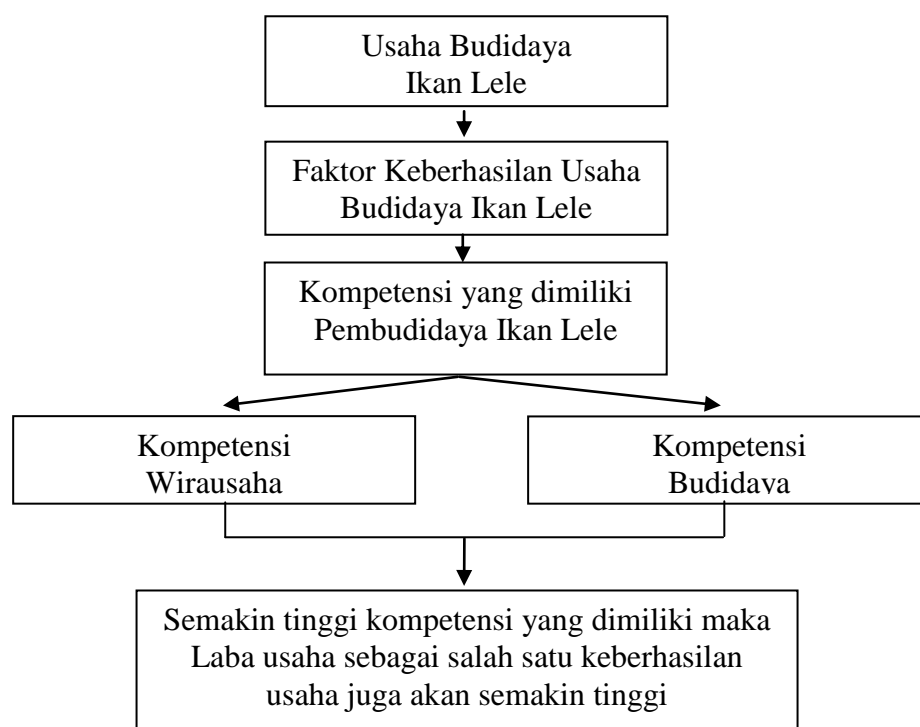 Usaha Budidaya
Ikan Lele
Faktor Keberhasilan Usaha
Budidaya Ikan Lele
Kompetensi yang dimiliki
Pembudidaya Ikan Lele
Kompetensi
Wirausaha
Kompetensi
Budidaya
Semakin tinggi kompetensi yang dimiliki maka
Laba usaha sebagai salah satu keberhasilan
usaha juga akan semakin tinggi